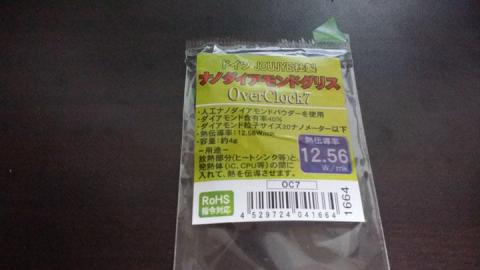 ドイツ JOUJYE社製
ナノダイアモンドグリス
OverClock7
・人工ナノダイアモンドパウダーを使用
・ダイアモンド含有率40%
・ダイアモンド粒子サイズ20ナノメーター以下
・熱伝導率:12.56W/mk
・容量:約4g
-用途-
放熱部分(ヒートシンク等)と、
発熱体(IC,CPU等)の間に
入れて、熱を伝導させます。
熱伝導率
12.56
W/mk
OC7
RoHS
指令対応
4 529724 041664
1664